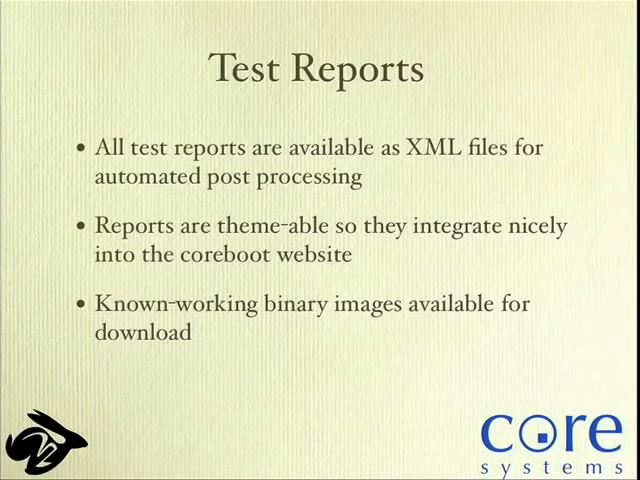 Test Reports
• All test reports are available as XML files for
automated post processing
• Reports are theme-able so they integrate nicely
into the coreboot website
• Known-working binary images available for
download
core
systems